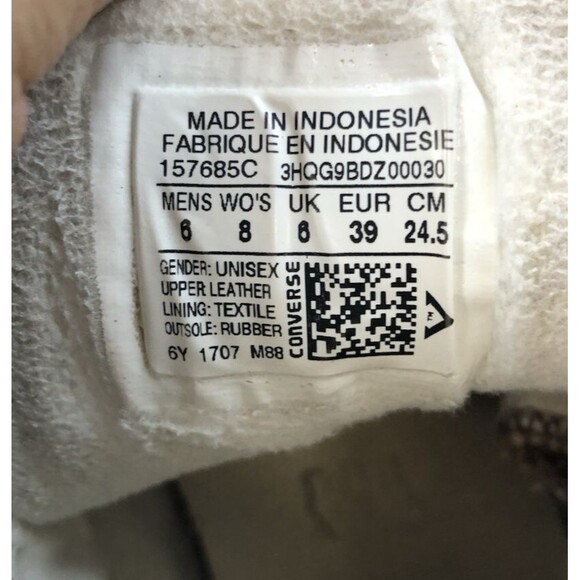 MADE IN INDONESIA
FABRIQUE EN INDONESIE
157685C 3HQG9BDZ00030
MENS WO'S UK EUR CM
6 8 6 39 24.5
GENDER: UNISEX
UPPER LEATHER
LINING: TEXTILE
OUTSOLE: RUBBER
6Y 1707 M88
CONVERSE
TM